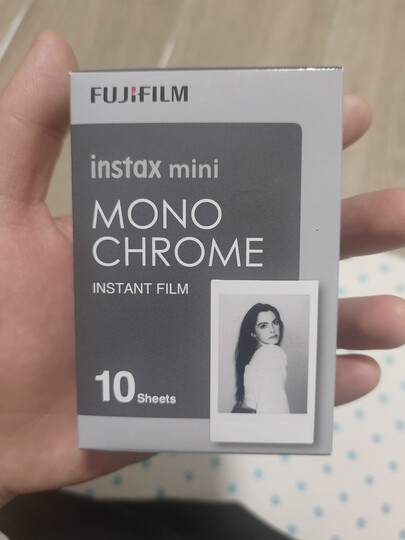 FUJIFILM
instax mini
MONO
CHROME
INSTANT FILM
10 Sheets